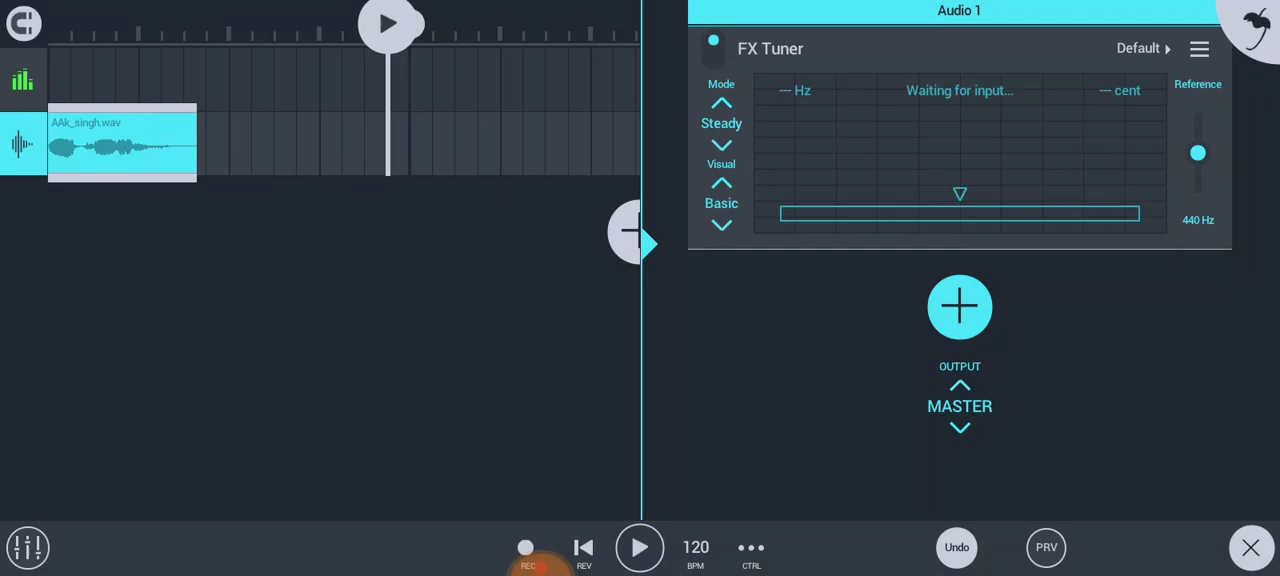 Audio 1
FX Tuner
Default
Mode
Steady
Visual
Basic
--- Hz
Waiting for input...
--- cent
Reference
440 Hz
AAk_singh.wav
OUTPUT
MASTER
REC
REV
120
BPM
CTRL
Undo
PRV